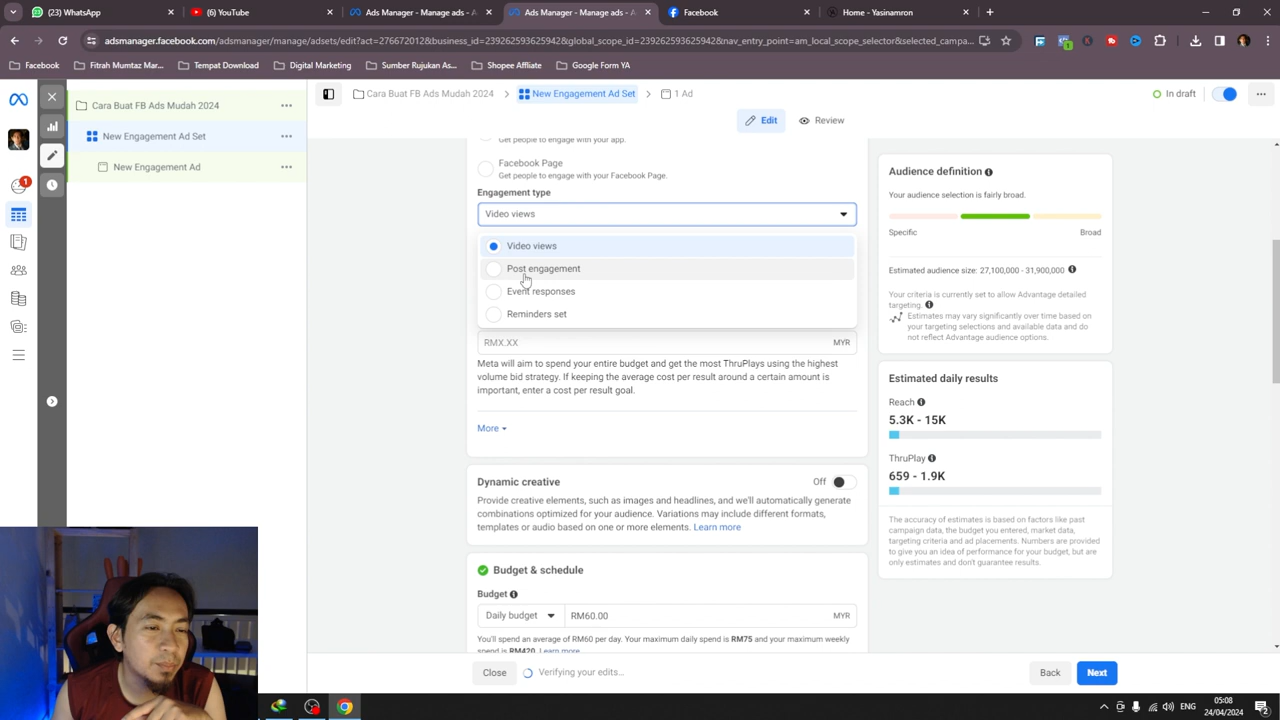 (32) WhatsApp
(6) YouTube
Ads Manager - Manage ads
Ads Manager - Manage ads - A
Facebook
Home - Yasinamom
adsmanager.facebook.com/adsmanager/manage/adsets/edit?act=276672012&business_id=239262593625942&global_scope_id=239262593625942&nav_entry_point=am_local_scope_selector&selected_campa...
Facebook
Fitrah Mumtaz Mar...
Tempat Download
Digital Marketing
Sumber Rujukan As...
Shopee Affliate
Google Form YA
Cara Buat FB Ads Mudah 2024
New Engagement Ad Set
New Engagement Ad
1
Cara Buat FB Ads Mudah 2024
New Engagement Ad Set
1 Ad
In draft
Edit
Review
Get people to engage with your app.
Facebook Page
Get people to engage with your Facebook Page.
Engagement type
Video views
Video views
Post engagement
Event responses
Reminders set
RMX.XX
MYR
Meta will aim to spend your entire budget and get the most ThruPlays using the highest
volume bid strategy. If keeping the average cost per result around a certain amount is
important, enter a cost per result goal.
More
Dynamic creative
Off
Provide creative elements, such as images and headlines, and we'll automatically generate
combinations optimized for your audience. Variations may include different formats,
templates or audio based on one or more elements. Learn more
Budget & schedule
Budget
Daily budget
RM60.00
MYR
You'll spend an average of RM60 per day. Your maximum daily spend is RM75 and your maximum weekly
spend is RM420. Learn more
Audience definition
Your audience selection is fairly broad.
Specific
Broad
Estimated audience size: 27,100,000 - 31,900,000
Your criteria is currently set to allow Advantage detailed
targeting.
Estimates may vary significantly over time based on
your targeting selections and available data and do
not reflect Advantage audience options.
Estimated daily results
Reach
5.3K - 15K
ThruPlay
659 - 1.9K
The accuracy of estimates is based on factors like past
campaign data, the budget you entered, market data,
targeting criteria and ad placements. Numbers are provided
to give you an idea of performance for your budget, but are
only estimates and don't guarantee results.
Close
Verifying your edits...
Back
Next
ENG
05:08
24/04/2024
2